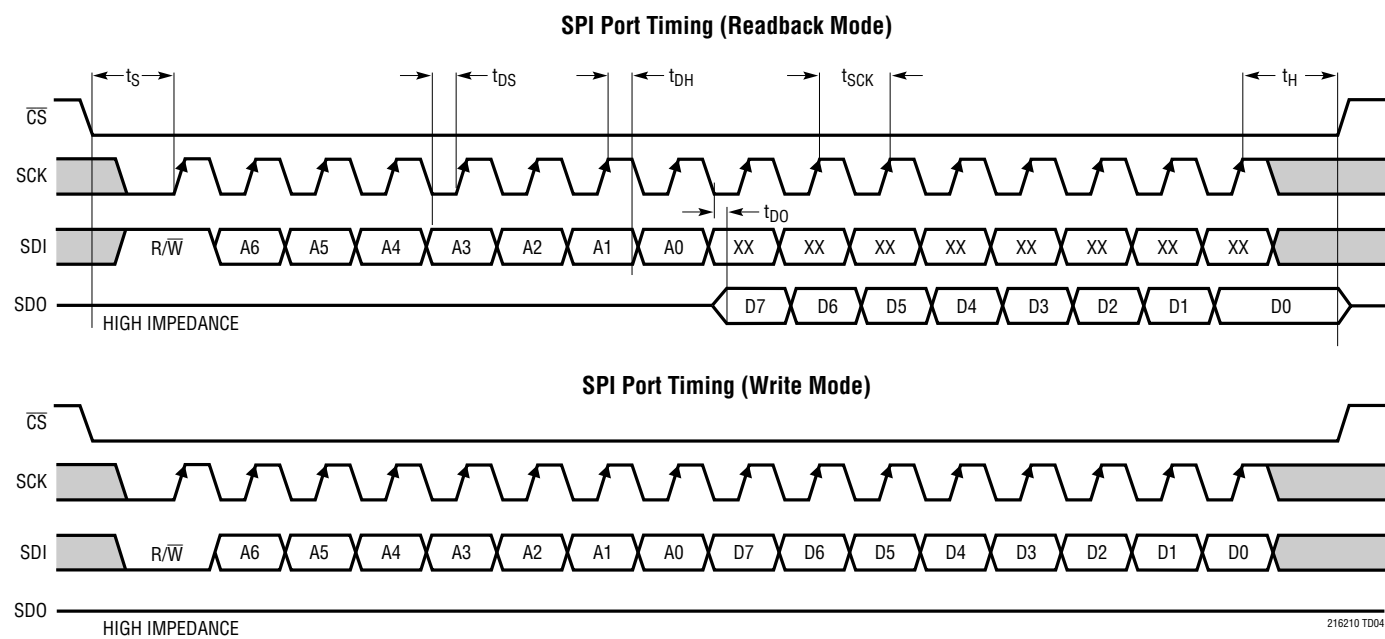 SPI Port Timing (Readback Mode)
tS tDS tDH tSCK tH
C̅S̅
SCK
tDO
SDI R/W̅ A6 A5 A4 A3 A2 A1 A0 XX XX XX XX XX XX XX XX
SDO D7 D6 D5 D4 D3 D2 D1 D0
HIGH IMPEDANCE
SPI Port Timing (Write Mode)
C̅S̅
SCK
SDI R/W̅ A6 A5 A4 A3 A2 A1 A0 D7 D6 D5 D4 D3 D2 D1 D0
SDO
HIGH IMPEDANCE
216210 TD04